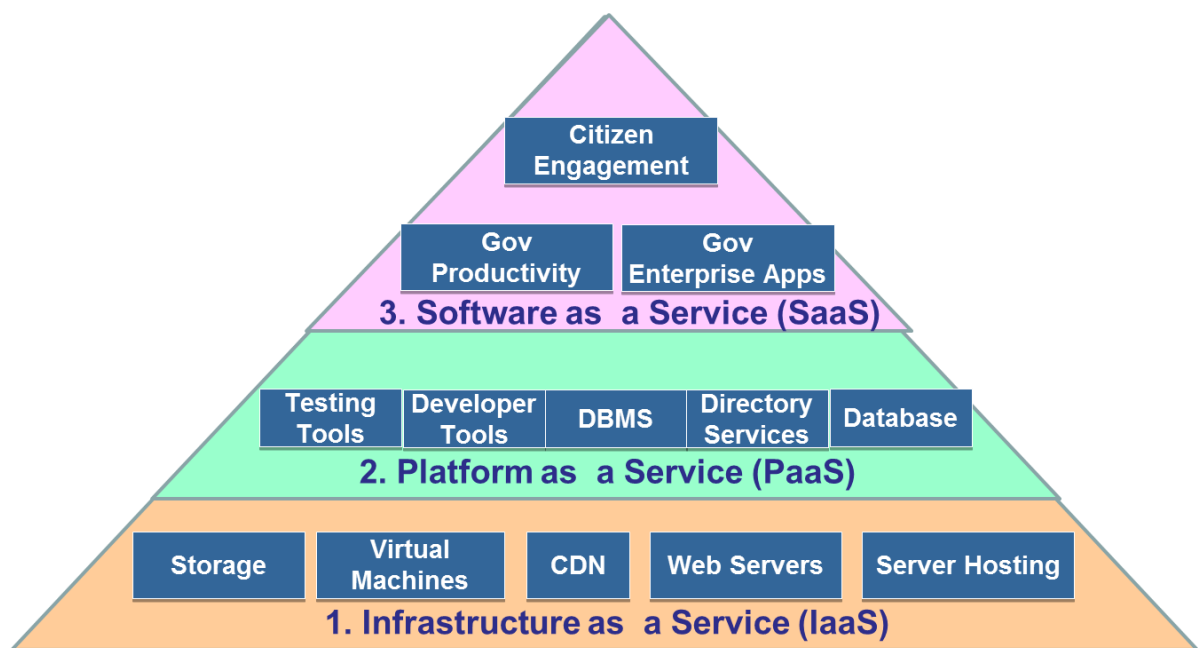 Citizen
Engagement
Gov
Productivity
Gov
Enterprise Apps
3. Software as a Service (SaaS)
Testing
Tools
Developer
Tools
DBMS
Directory
Services
Database
2. Platform as a Service (PaaS)
Storage
Virtual
Machines
CDN
Web Servers
Server Hosting
1. Infrastructure as a Service (IaaS)